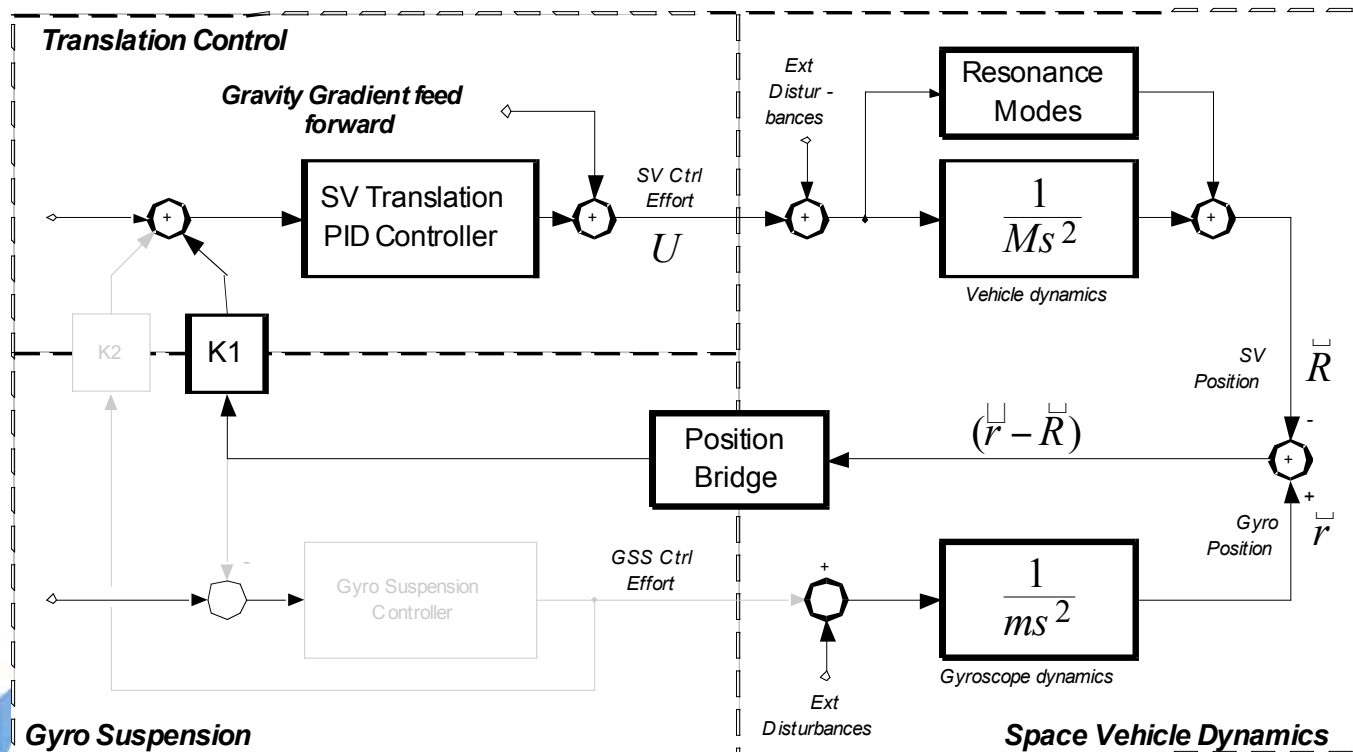 Translation Control
Gravity Gradient feed
forward
Ext
Distur -
bances
Resonance
Modes
SV Translation
PID Controller
SV Ctrl
Effort
U
+
+
+
+
1
Ms²
Vehicle dynamics
K2
K1
SV
Position
R
Position
Bridge
(r − R)
-
+
+
r
Gyro
Position
GSS Ctrl
Effort
-
Gyro Suspension
Controller
+
1
ms²
Gyroscope dynamics
Ext
Disturbances
Gyro Suspension
Space Vehicle Dynamics